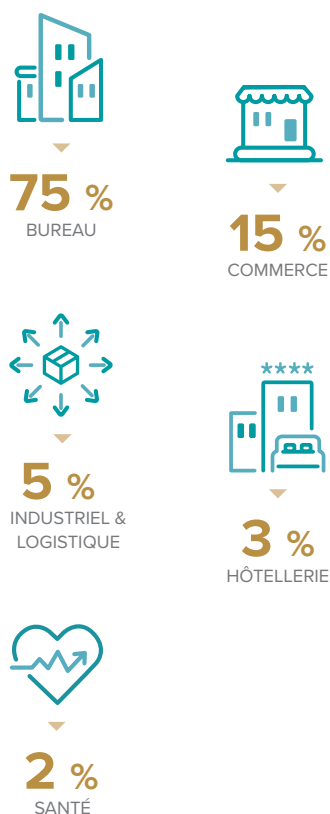 75 %
BUREAU
15 %
COMMERCE
5 %
INDUSTRIEL &
LOGISTIQUE
****
3 %
HÔTELLERIE
2 %
SANTÉ